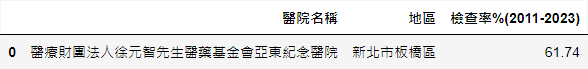 醫院名稱 地區 檢查率%(2011-2023)
0 醫療財團法人徐元智先生醫藥基金會亞東紀念醫院 新北市板橋區 61.74